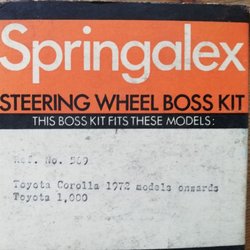 Springalex
STEERING WHEEL BOSS KIT
THIS BOSS KIT FITS THESE MODELS:
Ref. No. 569
Toyota Corolla 1972 models onwards
Toyota 1,000